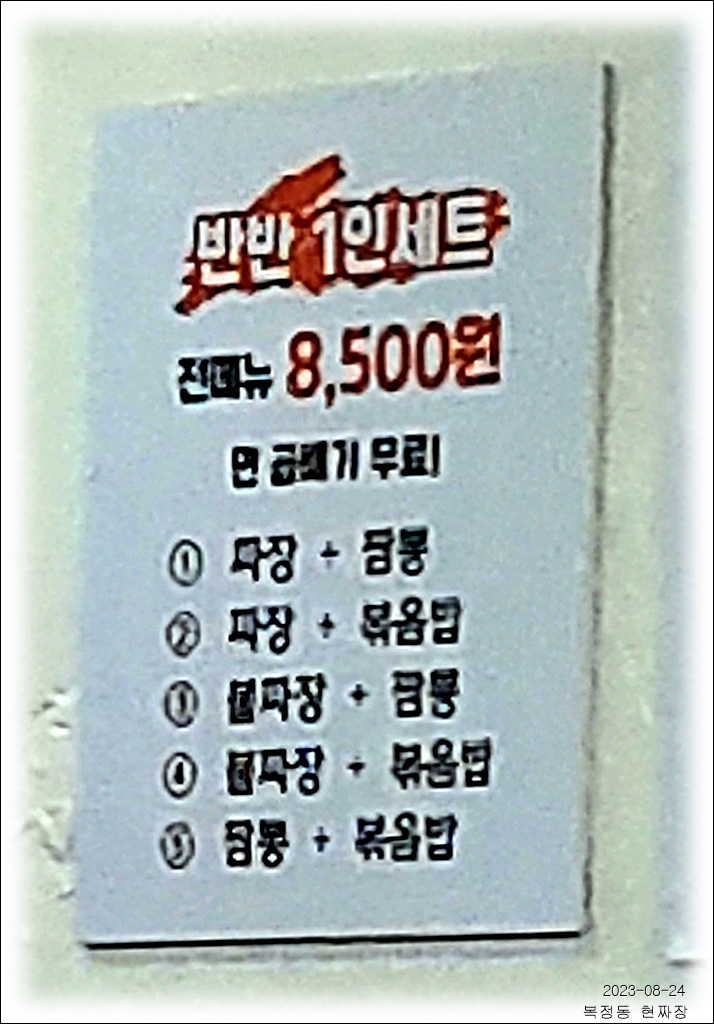 반반 1인세트
전메뉴 8,500원
면 곱빼기 무료!
① 짜장 + 짬뽕
② 짜장 + 볶음밥
③ 불짜장 + 짬뽕
④ 불짜장 + 볶음밥
⑤ 짬뽕 + 볶음밥
2023-08-24
복정동 현짜장